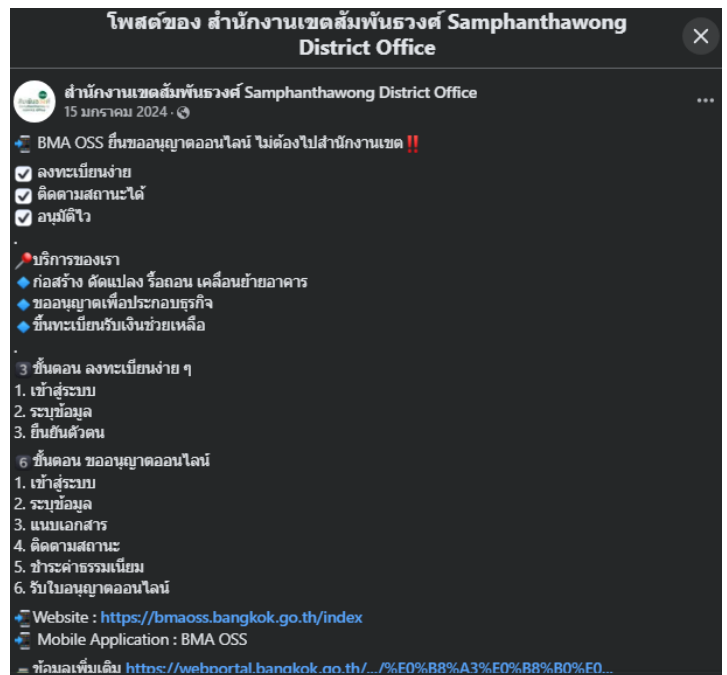 โพสต์ของ สำนักงานเขตสัมพันธวงศ์ Samphanthawong
District Office
สำนักงานเขตสัมพันธวงศ์ Samphanthawong District Office
15 มกราคม 2024 ·
BMA OSS ยื่นขออนุญาตออนไลน์ ไม่ต้องไปสำนักงานเขต‼️
✅ ลงทะเบียนง่าย
✅ ติดตามสถานะได้
✅ อนุมัติไว
.
📍บริการของเรา
🔹ก่อสร้าง ดัดแปลง รื้อถอน เคลื่อนย้ายอาคาร
🔹ขออนุญาตเพื่อประกอบธุรกิจ
🔹ขึ้นทะเบียนรับเงินช่วยเหลือ
.
3 ขั้นตอน ลงทะเบียนง่าย ๆ
1. เข้าสู่ระบบ
2. ระบุข้อมูล
3. ยืนยันตัวตน
6 ขั้นตอน ขออนุญาตออนไลน์
1. เข้าสู่ระบบ
2. ระบุข้อมูล
3. แนบเอกสาร
4. ติดตามสถานะ
5. ชำระค่าธรรมเนียม
6. รับใบอนุญาตออนไลน์
📲Website : https://bmaoss.bangkok.go.th/index
📲 Mobile Application : BMA OSS
ข้อมูลเพิ่มเติม https://webportal.bangkok.go.th/.../%E0%B8%A3%E0%B8%B0%E0...